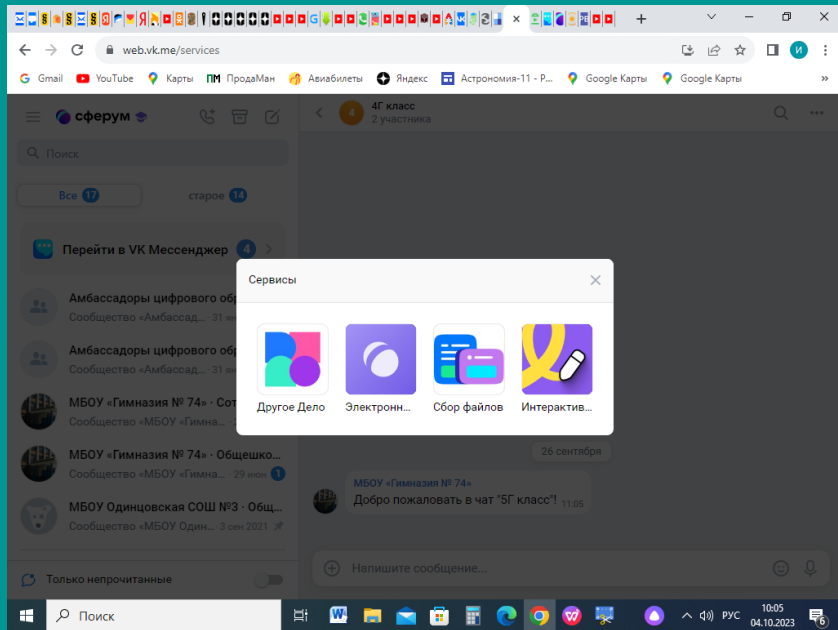 web.vk.me/services
Gmail
YouTube
Карты
ПМ ПродаМан
Авиабилеты
Яндекс
Астрономия-11 - P...
Google Карты
Google Карты
»
сферум
4
4Г класс
2 участника
Поиск
Все 17
старое 14
Перейти в VK Мессенджер 4
Сервисы
Амбассадоры цифрового обр
Сообщество «Амбассад... · 31 ян
Амбассадоры цифрового обр
Сообщество «Амбассад... · 31 ян
Другое Дело
Электронн...
Сбор файлов
Интерактив...
МБОУ «Гимназия № 74» · Сот
Сообщество «МБОУ «Гимна...
МБОУ «Гимназия № 74» · Общешко...
Сообщество «МБОУ «Гимна... · 29 июн 1
МБОУ Одинцовская СОШ №3 · Общ...
Сообщество «МБОУ Один... · 3 сен 2021
26 сентября
МБОУ «Гимназия № 74»
Добро пожаловать в чат "5Г класс"! 11:05
Только непрочитанные
Напишите сообщение...
Поиск
РУС
10:05
04.10.2023
6